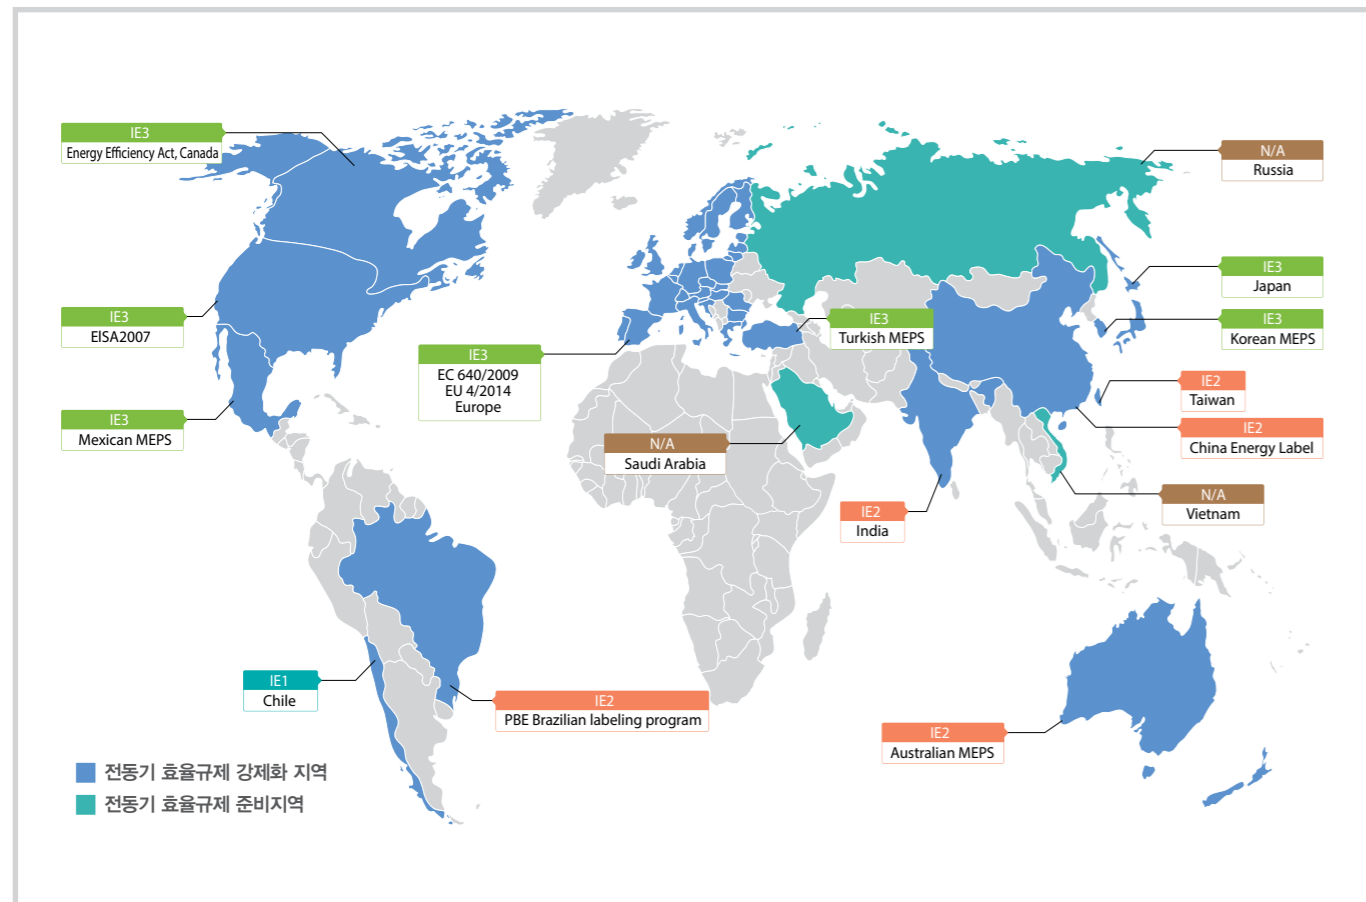 IE3
Energy Efficiency Act, Canada
N/A
Russia
IE3
Japan
IE3
EISA2007
IE3
Turkish MEPS
IE3
Korean MEPS
IE3
EC 640/2009
EU 4/2014
Europe
IE2
Taiwan
IE3
Mexican MEPS
IE2
China Energy Label
N/A
Saudi Arabia
N/A
Vietnam
IE2
India
IE1
Chile
IE2
PBE Brazilian labeling program
IE2
Australian MEPS
전동기 효율규제 강제화 지역
전동기 효율규제 준비지역